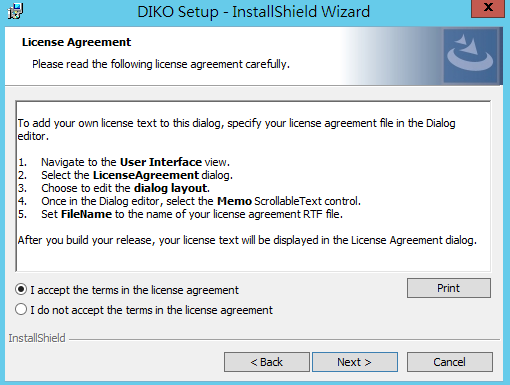 DIKO Setup - InstallShield Wizard
X
License Agreement
Please read the following license agreement carefully.
To add your own license text to this dialog, specify your license agreement file in the Dialog
editor.
1. Navigate to the User Interface view.
2. Select the LicenseAgreement dialog.
3. Choose to edit the dialog layout.
4. Once in the Dialog editor, select the Memo ScrollableText control.
5. Set FileName to the name of your license agreement RTF file.
After you build your release, your license text will be displayed in the License Agreement dialog.
I accept the terms in the license agreement
Print
I do not accept the terms in the license agreement
InstallShield
< Back Next > Cancel